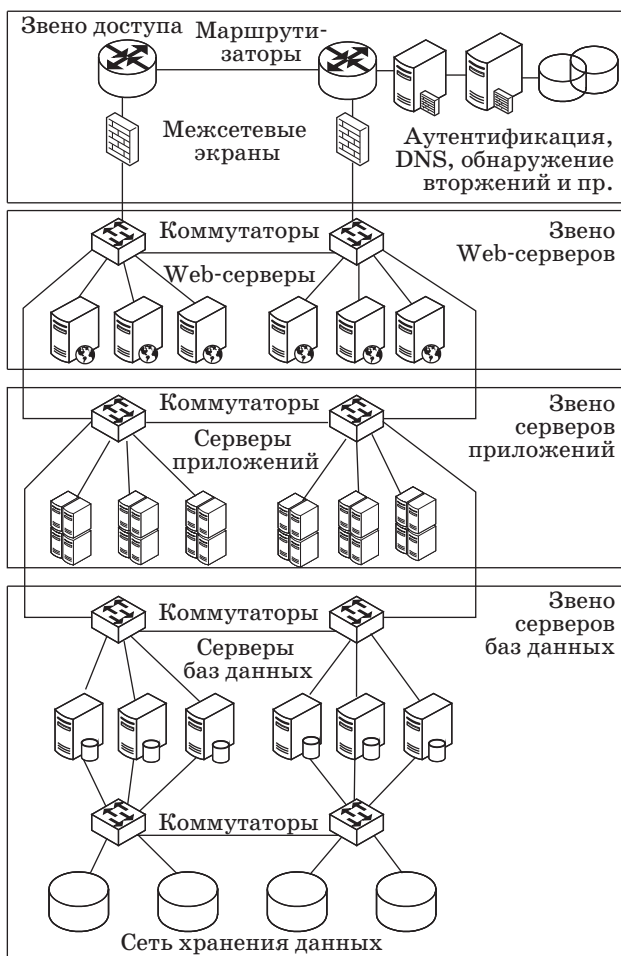 Звено доступа
Маршрути-
заторы
Межсетевые
экраны
Аутентификация,
DNS, обнаружение
вторжений и пр.
Коммутаторы
Звено
Web-серверов
Web-серверы
Коммутаторы
Звено
серверов
приложений
Серверы
приложений
Коммутаторы
Звено
серверов
баз данных
Серверы
баз данных
Коммутаторы
Сеть хранения данных